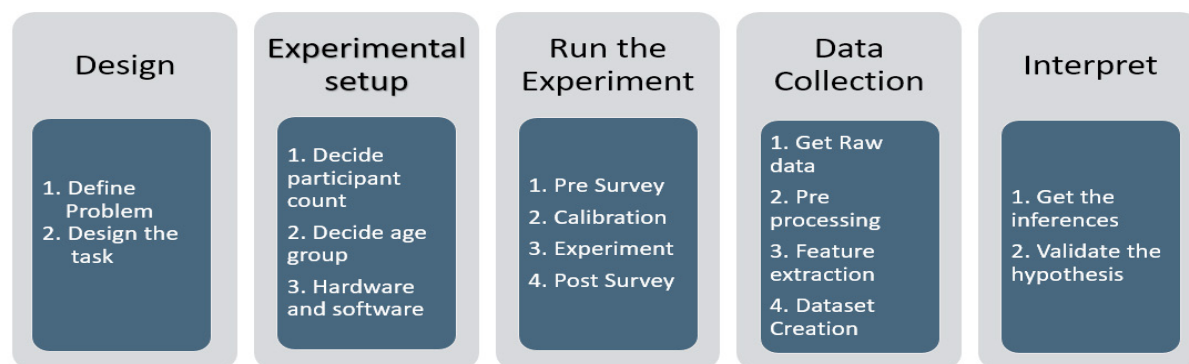 Design
1. Define
Problem
2. Design the
task
Experimental
setup
1. Decide
participant
count
2. Decide age
group
3. Hardware
and software
Run the
Experiment
1. Pre Survey
2. Calibration
3. Experiment
4. Post Survey
Data
Collection
1. Get Raw
data
2. Pre
processing
3. Feature
extraction
4. Dataset
Creation
Interpret
1. Get the
inferences
2. Validate the
hypothesis